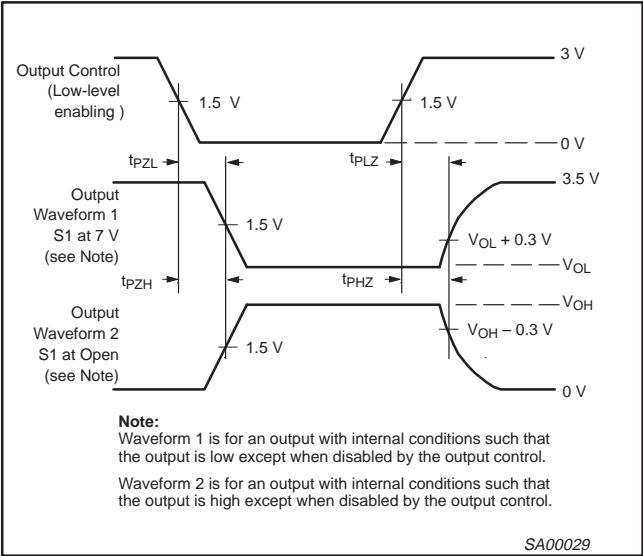 Output Control
(Low-level
enabling )
1.5 V
1.5 V
3 V
0 V
tPZL
tPLZ
Output
Waveform 1
S1 at 7 V
(see Note)
1.5 V
3.5 V
VOL + 0.3 V
VOL
tPZH
tPHZ
Output
Waveform 2
S1 at Open
(see Note)
1.5 V
VOH
VOH – 0.3 V
0 V
Note:
Waveform 1 is for an output with internal conditions such that
the output is low except when disabled by the output control.
Waveform 2 is for an output with internal conditions such that
the output is high except when disabled by the output control.
SA00029